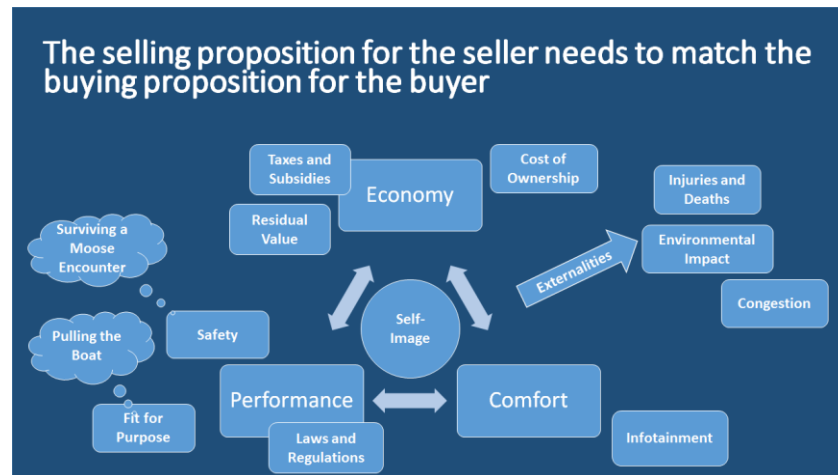 The selling proposition for the seller needs to match the
buying proposition for the buyer
Taxes and
Subsidies
Economy
Cost of
Ownership
Injuries and
Deaths
Residual
Value
Surviving a
Moose
Encounter
Environmental
Impact
Externalities
Congestion
Self-
Image
Safety
Pulling the
Boat
Performance
Comfort
Fit for
Purpose
Laws and
Regulations
Infotainment